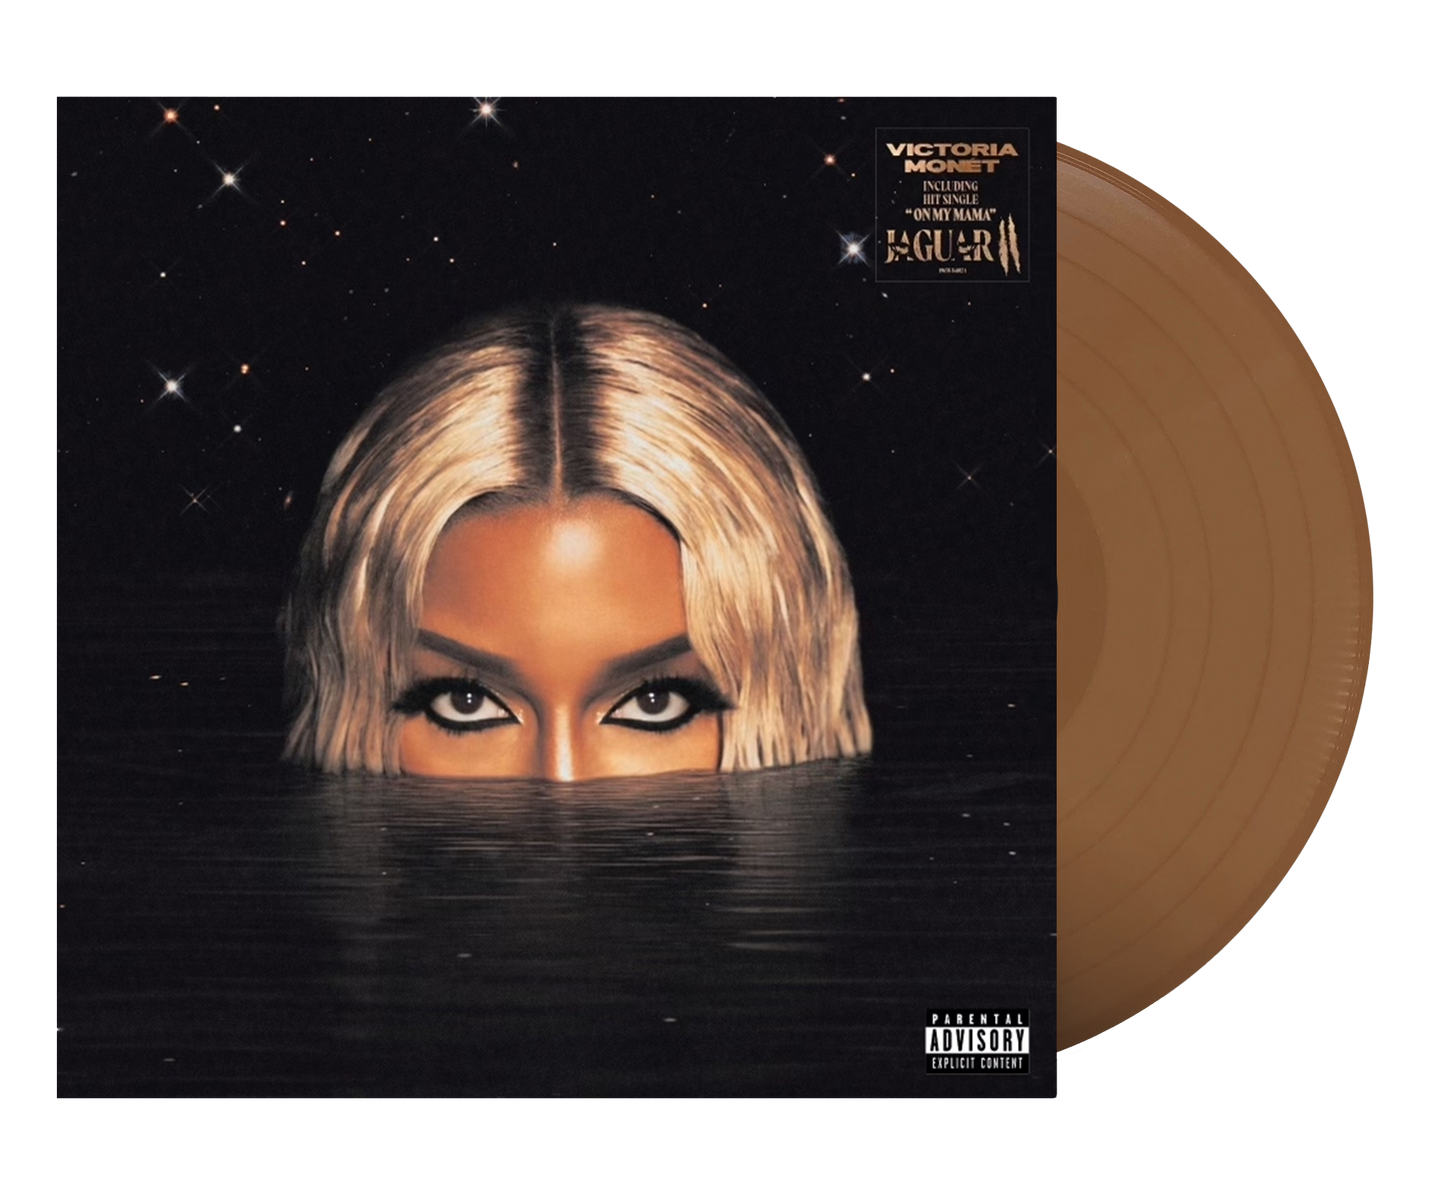 VICTORIA
MONÉT
INCLUDING
HIT SINGLE
“ON MY MAMA”
JAGUAR II
PARENTAL
ADVISORY
EXPLICIT CONTENT